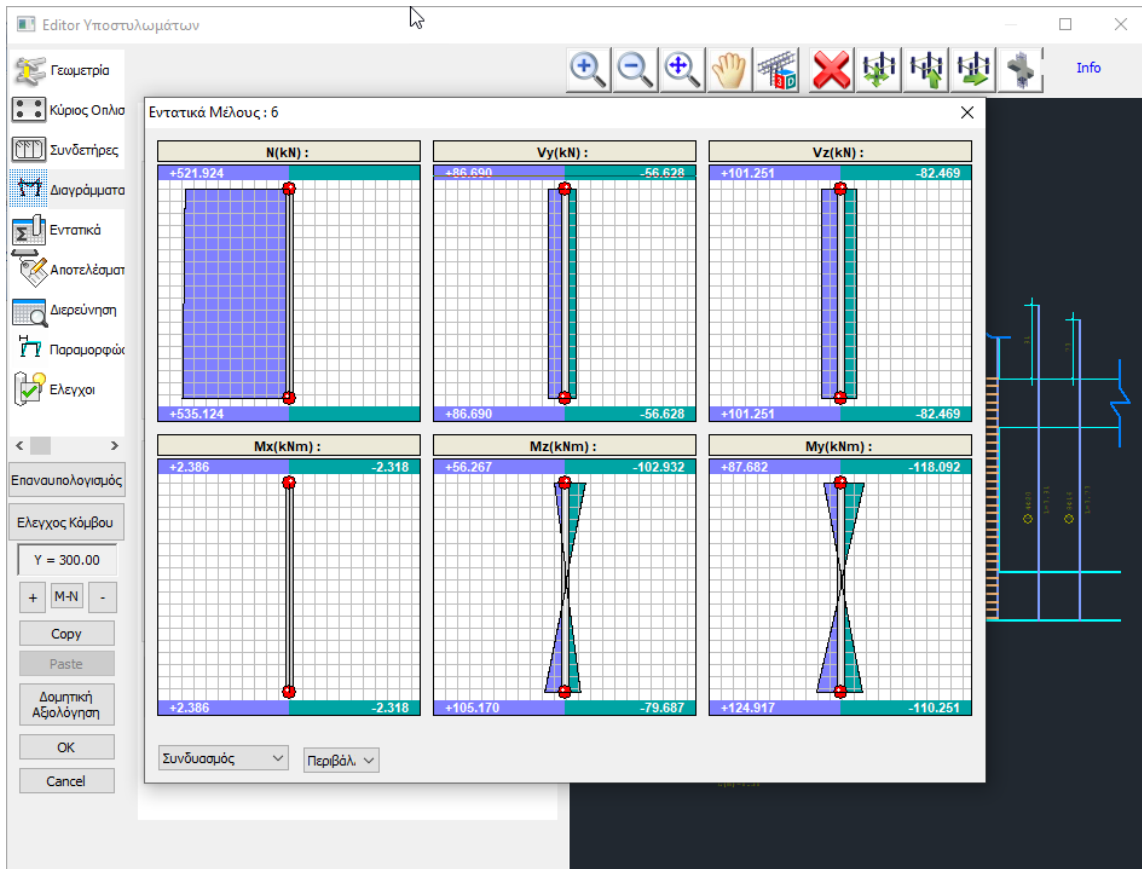 Editor Υποστυλωμάτων
Γεωμετρία
Κύριος Οπλισ
Συνδετήρες
Διαγράμματα
Εντατικά
Αποτελέσματ
Διερεύνηση
Παραμορφώσ
Ελεγχοι
Επαναυπολογισμός
Ελεγχος Κόμβου
Y = 300.00
+ M-N -
Copy
Paste
Δομητική
Αξιολόγηση
OK
Cancel
Info
Εντατικά Μέλους : 6
N(kN) : Vy(kN) : Vz(kN) :
+521.924 +86.690 -56.628 +101.251 -82.469
+535.124 +86.690 -56.628 +101.251 -82.469
Mx(kNm) : Mz(kNm) : My(kNm) :
+2.386 -2.318 +56.267 -102.932 +87.682 -118.092
+2.386 -2.318 +105.170 -79.687 +124.917 -110.251
Συνδυασμός Περιβάλ.